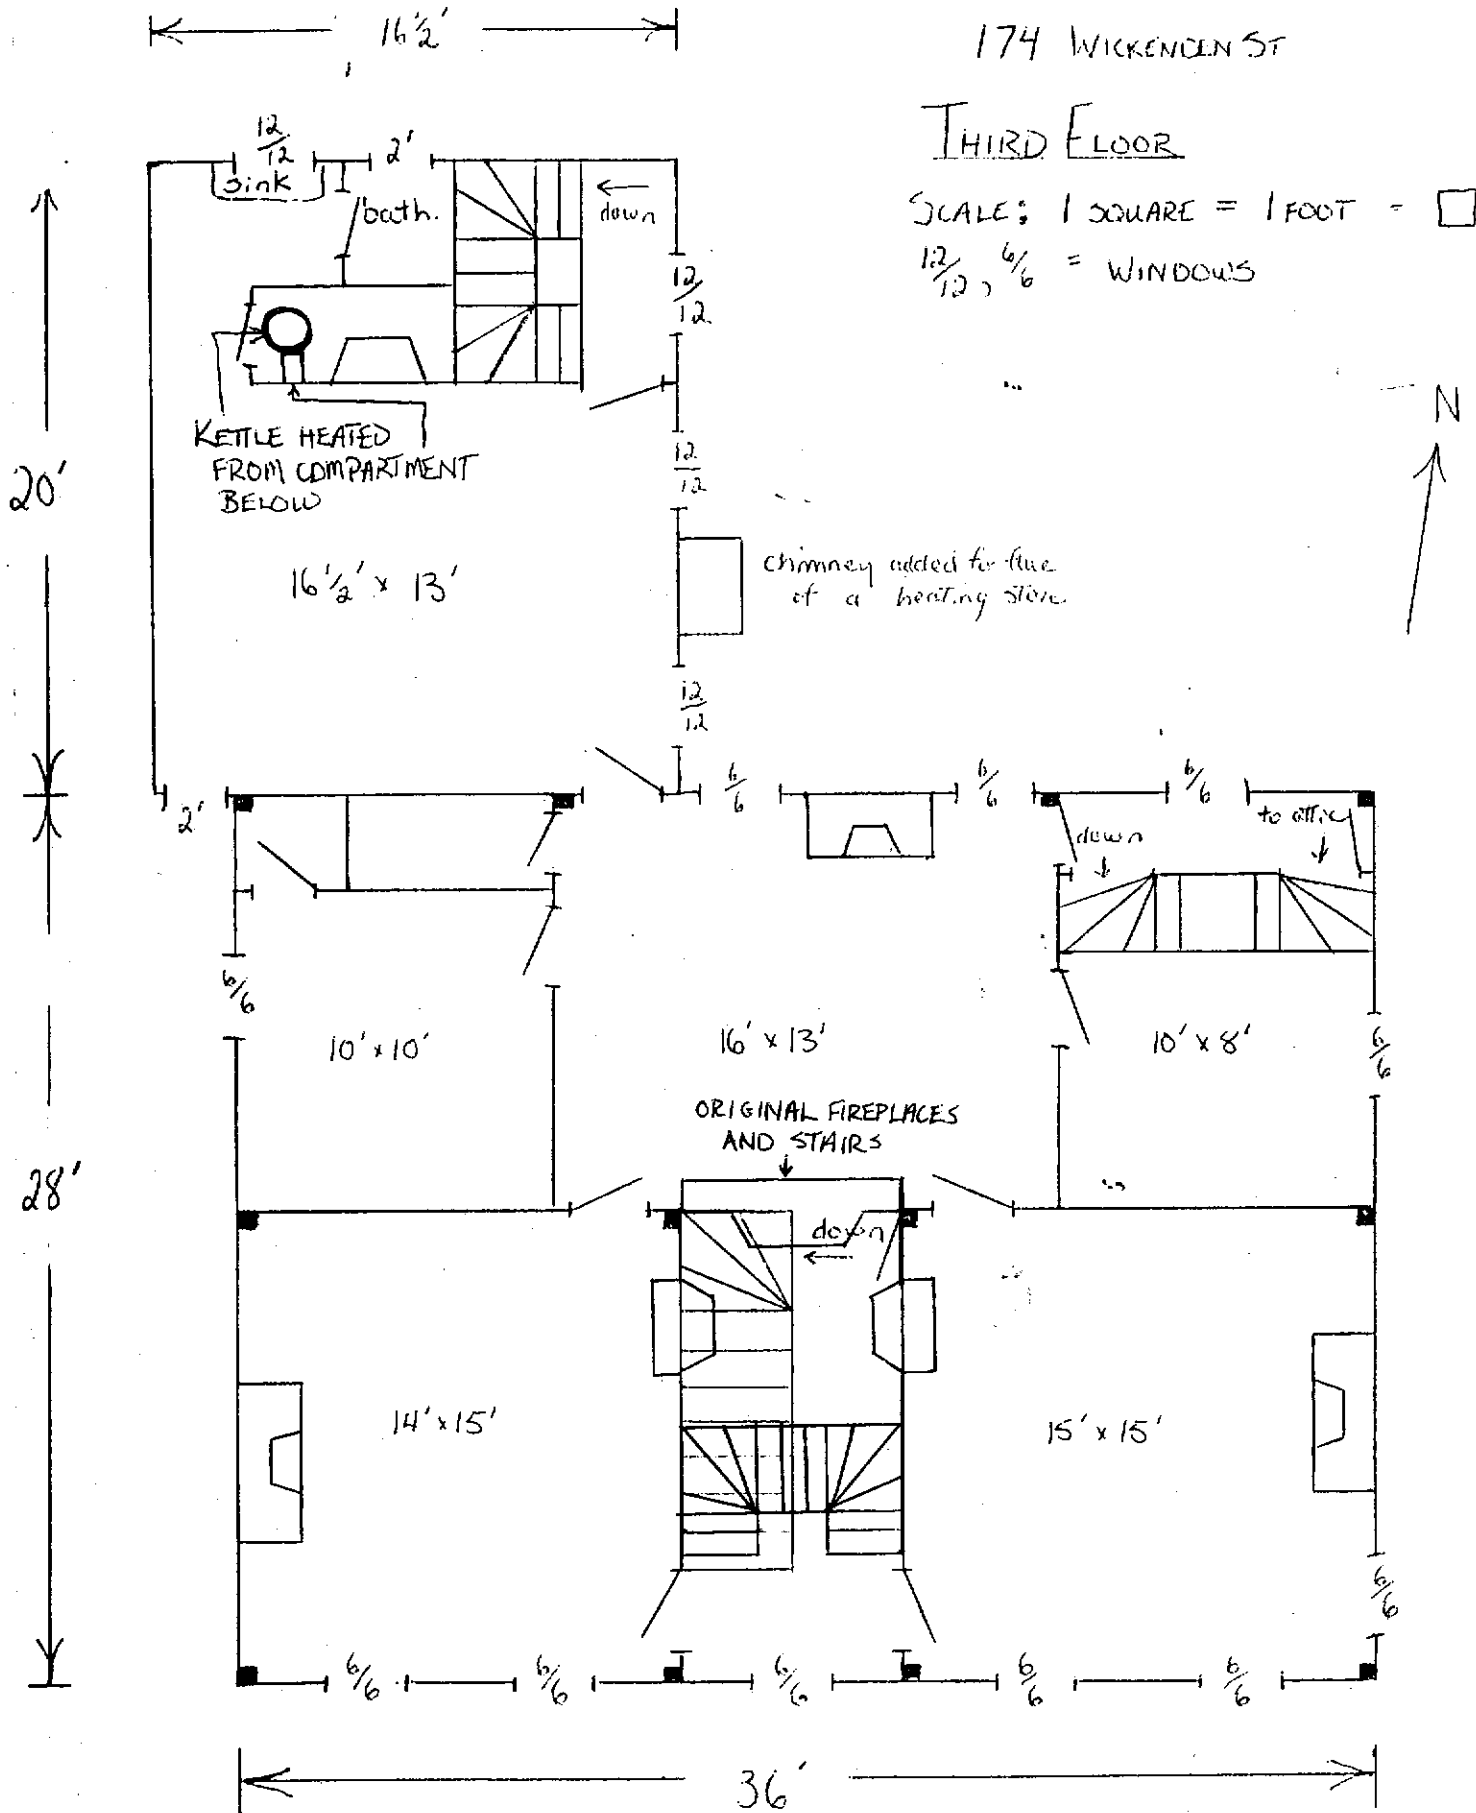 16 1/2'
174 WICKENDEN ST
THIRD FLOOR
SCALE: 1 SQUARE = 1 FOOT = □
12/12, 6/6 = WINDOWS
12/12
2'
sink
bath.
down
12/12
N
KETTLE HEATED
FROM COMPARTMENT
BELOW
12/12
20'
16 1/2' x 13'
chimney added for flue
of a heating stove
12/12
2'
6/6
6/6
6/6
down
to attic
6/6
10' x 10'
16' x 13'
10' x 8'
6/6
ORIGINAL FIREPLACES
AND STAIRS
28'
down
14' x 15'
15' x 15'
6/6
6/6
6/6
6/6
6/6
6/6
36'